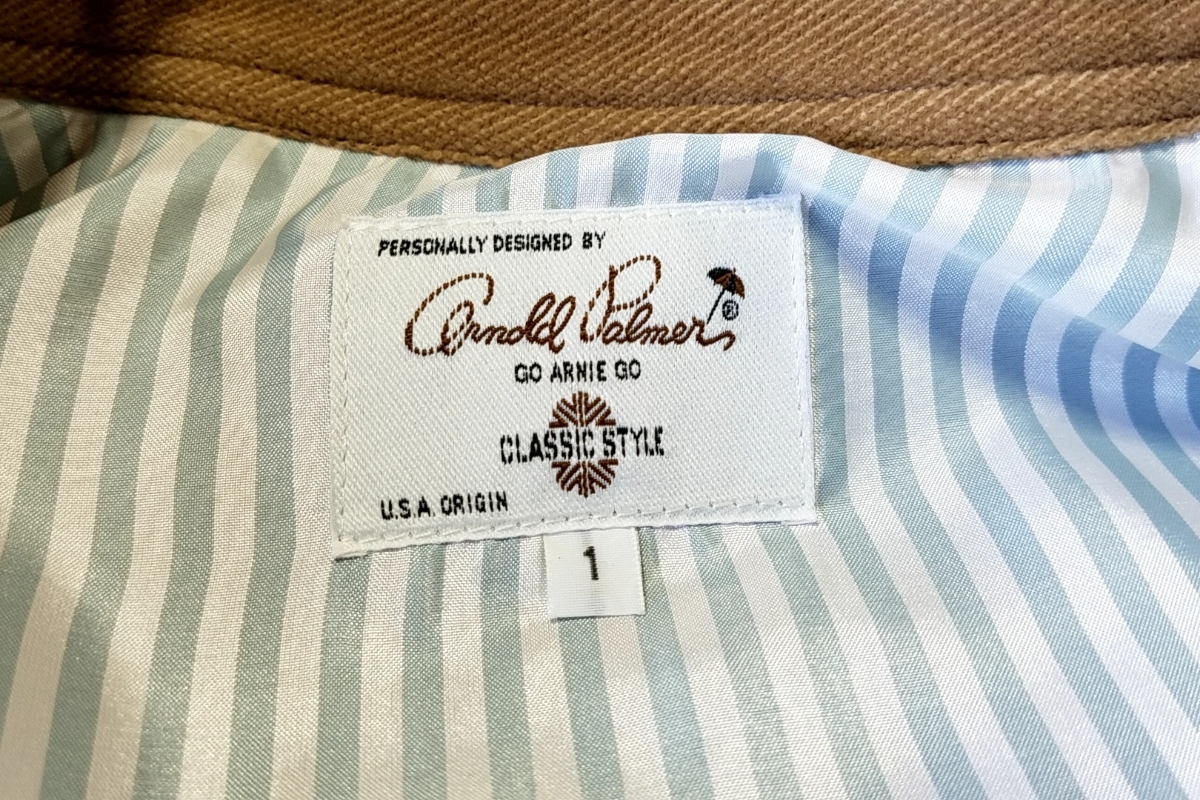 PERSONALLY DESIGNED BY
Arnold Palmer ®
GO ARNIE GO
CLASSIC STYLE
U.S.A. ORIGIN
1